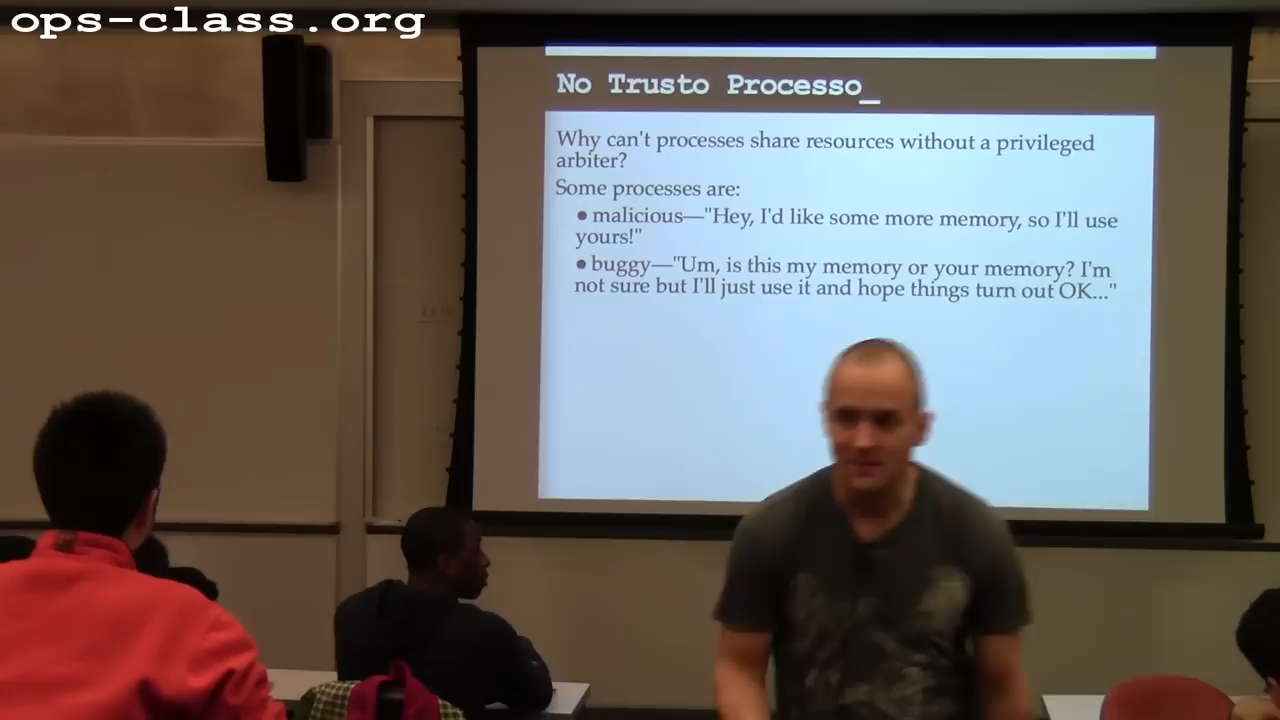 ops-class.org
No Trusto Processo_
Why can't processes share resources without a privileged
arbiter?
Some processes are:
● malicious—"Hey, I'd like some more memory, so I'll use
yours!"
● buggy—"Um, is this my memory or your memory? I'm
not sure but I'll just use it and hope things turn out OK..."